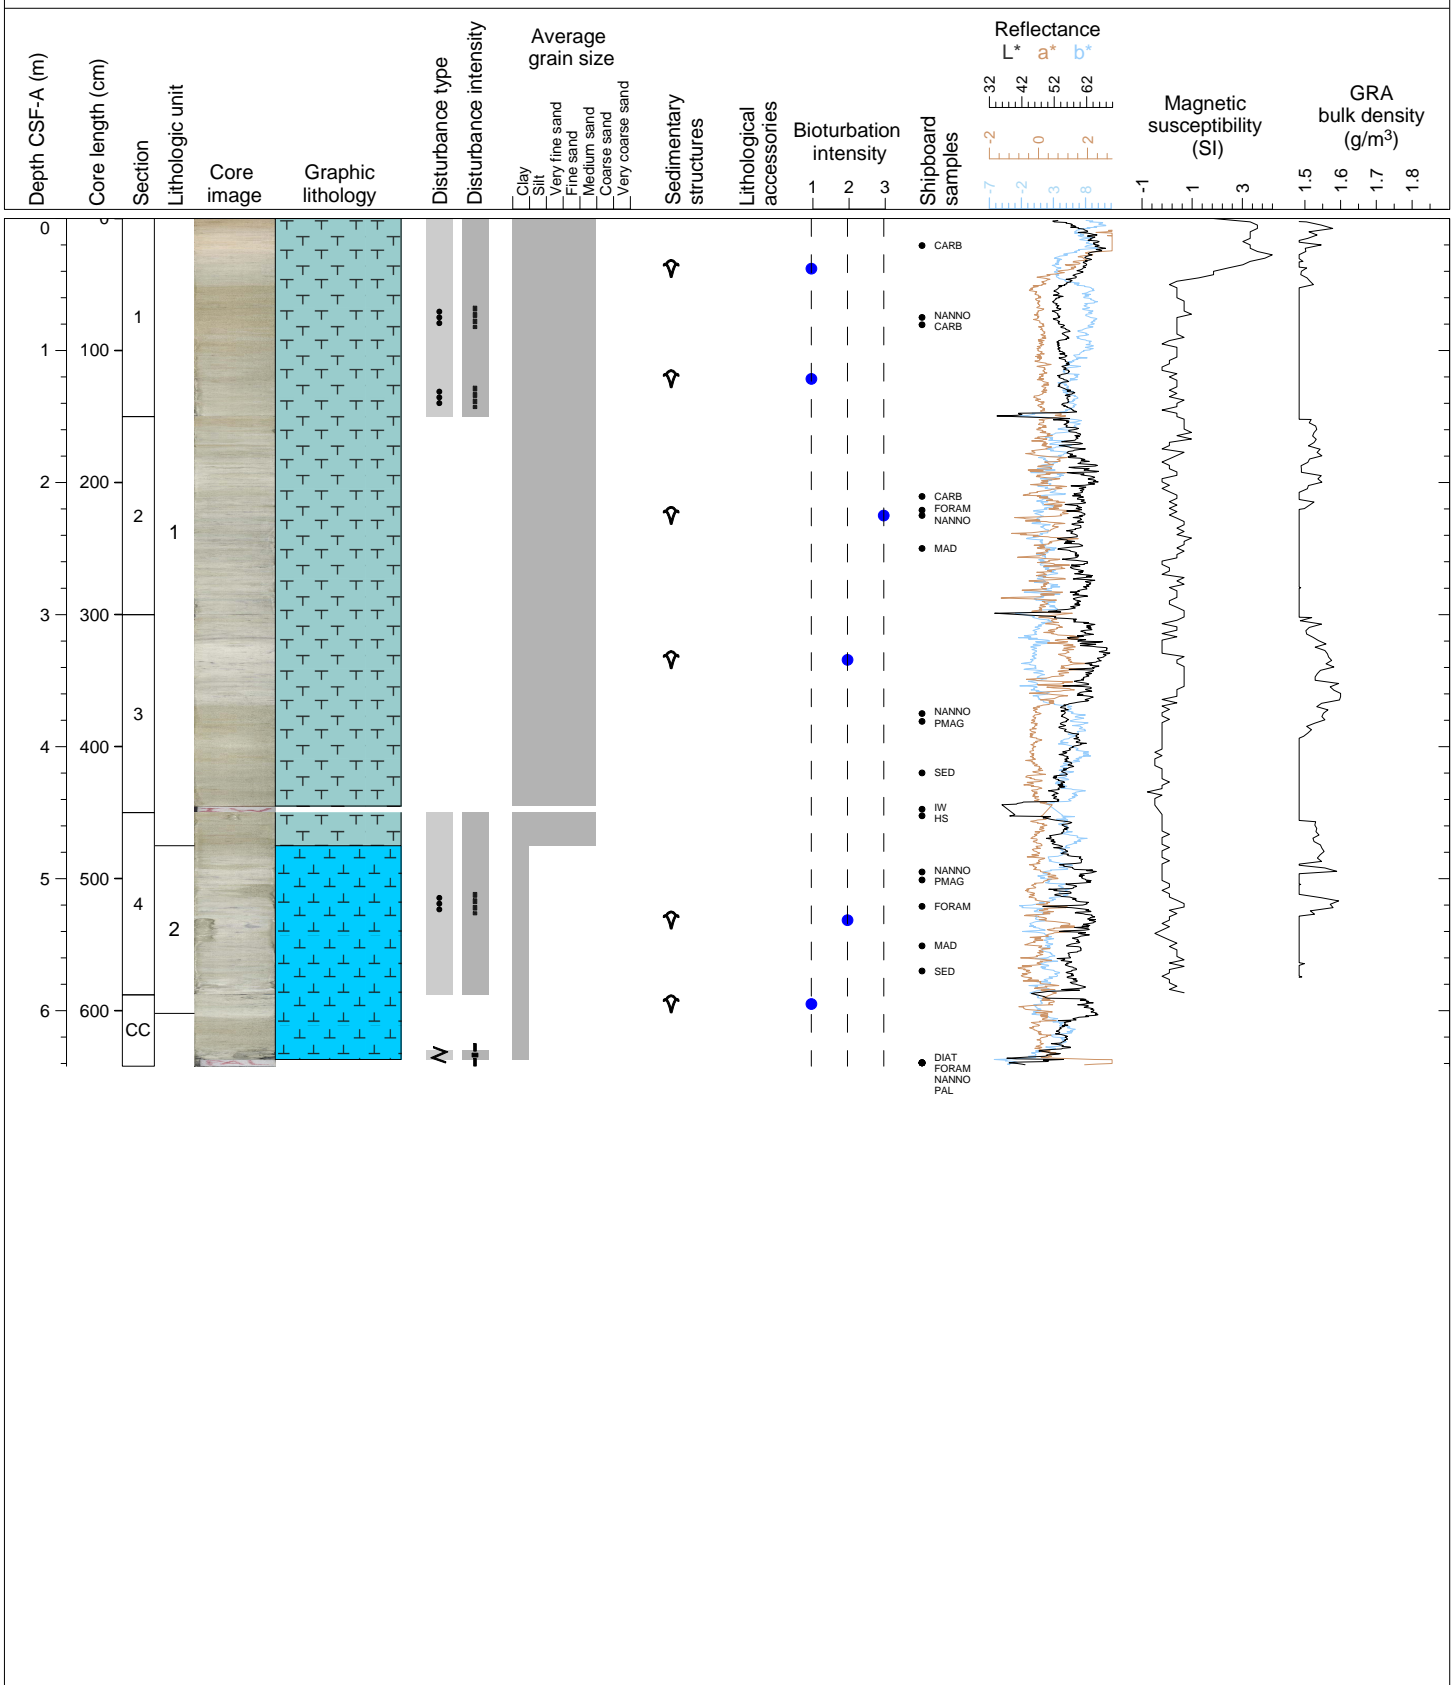 Depth CSF-A (m)
Core length (cm)
Section
Lithologic unit
Core
image
Graphic
lithology
Disturbance type
Disturbance intensity
Average
grain size
Clay
Silt
Very fine sand
Fine sand
Medium sand
Coarse sand
Very coarse sand
Sedimentary
structures
Lithological
accessories
Bioturbation
intensity
1 2 3
Shipboard
samples
Reflectance
L* a* b*
32 42 52 62
-2 0 2
-7 -2 3 8
Magnetic
susceptibility
(SI)
-1 1 3
GRA
bulk density
(g/m³)
1.5 1.6 1.7 1.8
0 0
CARB
1
NANNO
CARB
1 100
2 200
CARB
FORAM
NANNO
2
1
MAD
3 300
3
NANNO
PMAG
4 400
SED
IW
HS
NANNO
PMAG
5 500
4
FORAM
2
MAD
SED
6 600
CC
DIAT
FORAM
NANNO
PAL